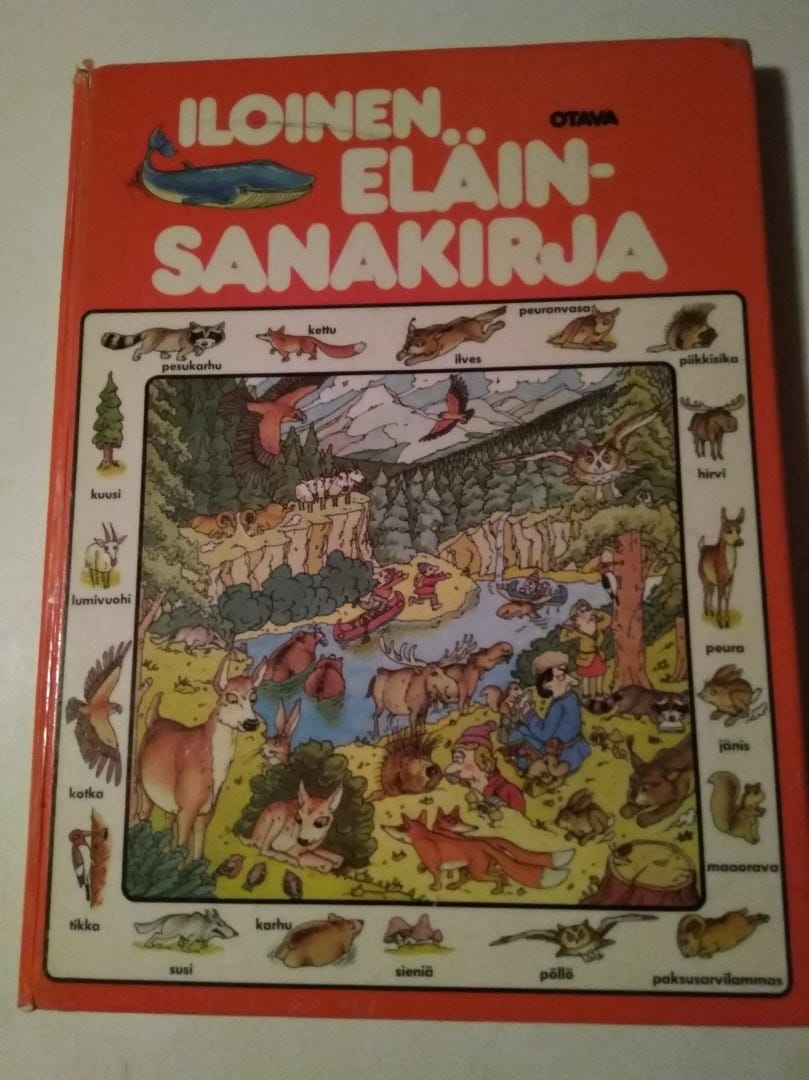 ILOINEN
OTAVA
ELÄIN-
SANAKIRJA
pesukarhu
kettu
ilves
peuranvasa
piikkisika
kuusi
hirvi
lumivuohi
peura
kotka
jänis
maaorava
tikka
susi
karhu
sieniä
pöllö
paksusarvilammas